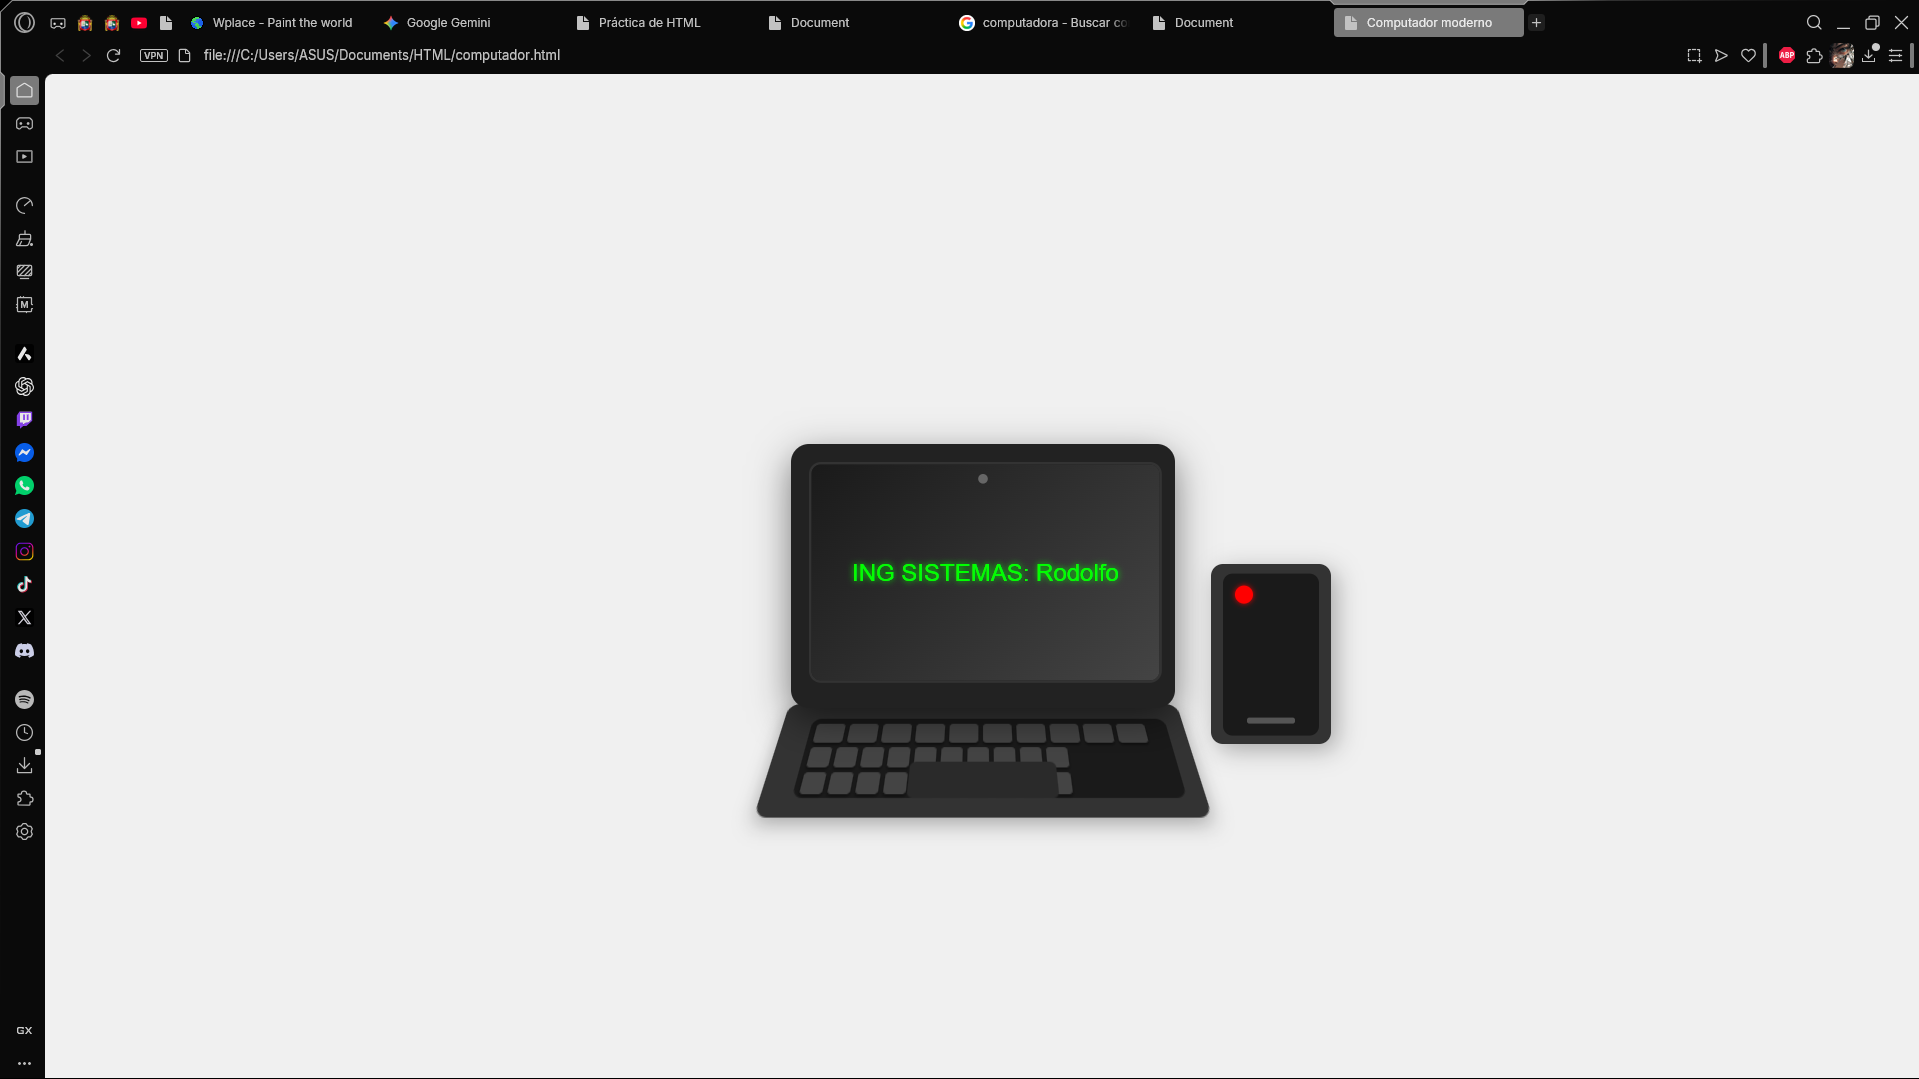 Wplace - Paint the world
Google Gemini
Práctica de HTML
Document
computadora - Buscar co
Document
Computador moderno
VPN
file:///C:/Users/ASUS/Documents/HTML/computador.html
ABP
M
ING SISTEMAS: Rodolfo
GX